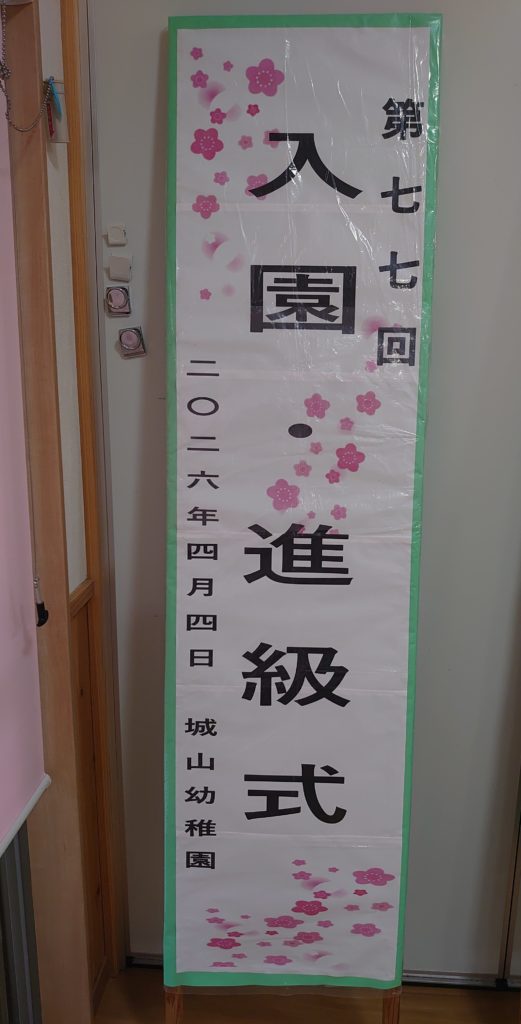 第七七回
入園・進級式
二〇二六年四月四日 城山幼稚園